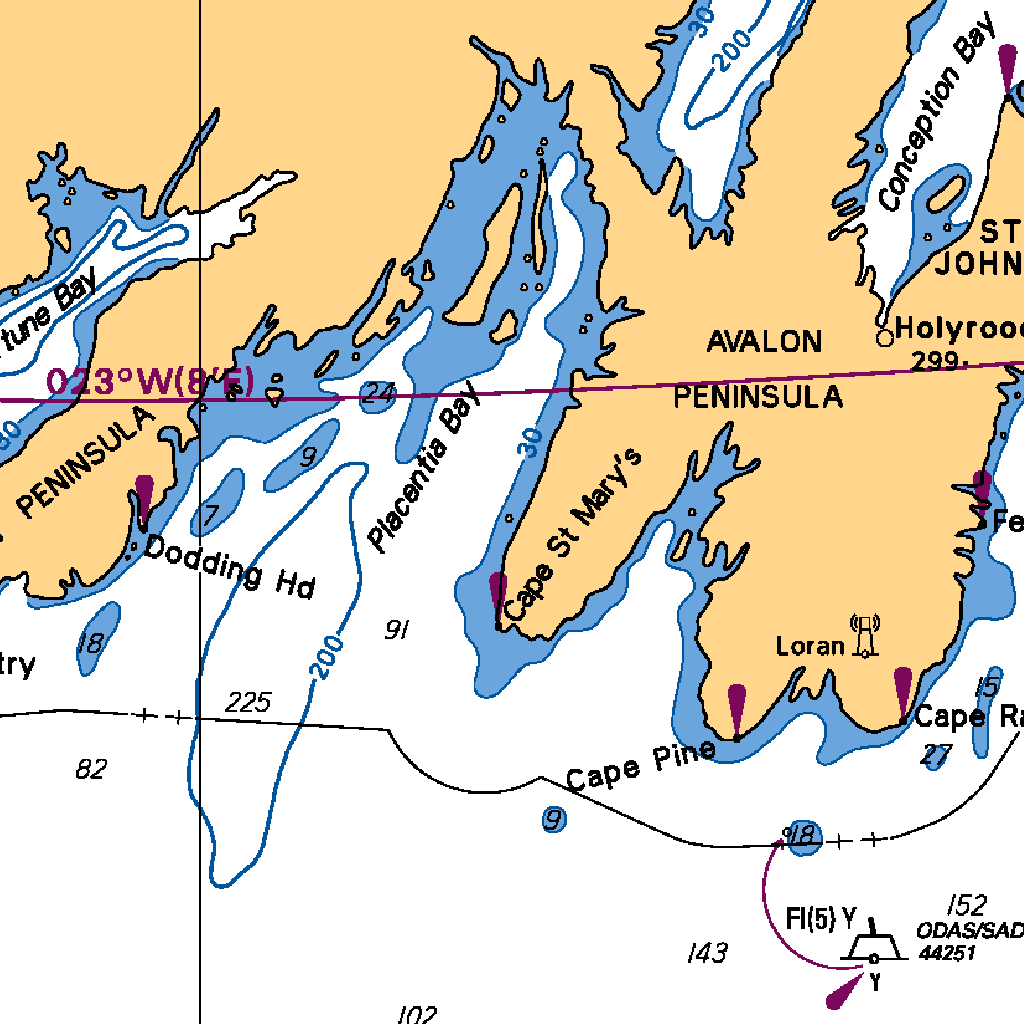 30
200
Conception Bay
ST
JOHN
tune Bay
Holyroo
299
AVALON
023°W(8'E)
PENINSULA
24
Placentia Bay
30
PENINSULA
9
30
Cape St Mary's
7
Fe
Dodding Hd
18
91
Loran
200
try
15
225
Cape Ra
27
82
Cape Pine
9
18
Fl(5) Y
152
ODAS/SAD
44251
143
Y
102